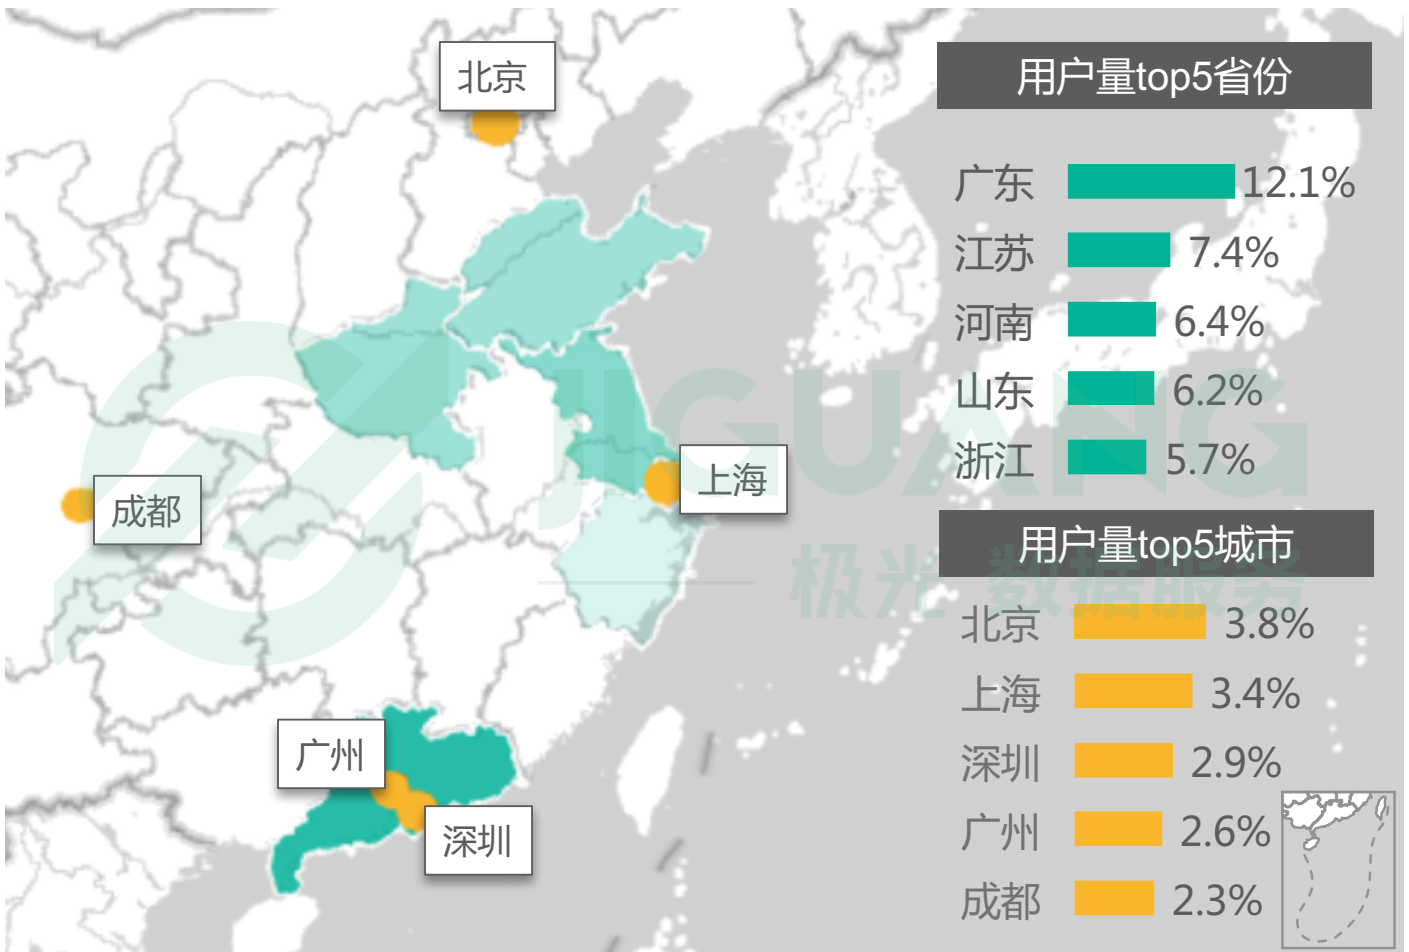 北京
成都
上海
广州
深圳
用户量top5省份
广东 12.1%
江苏 7.4%
河南 6.4%
山东 6.2%
浙江 5.7%
用户量top5城市
北京 3.8%
上海 3.4%
深圳 2.9%
广州 2.6%
成都 2.3%
JIGUANG
极光 数据服务